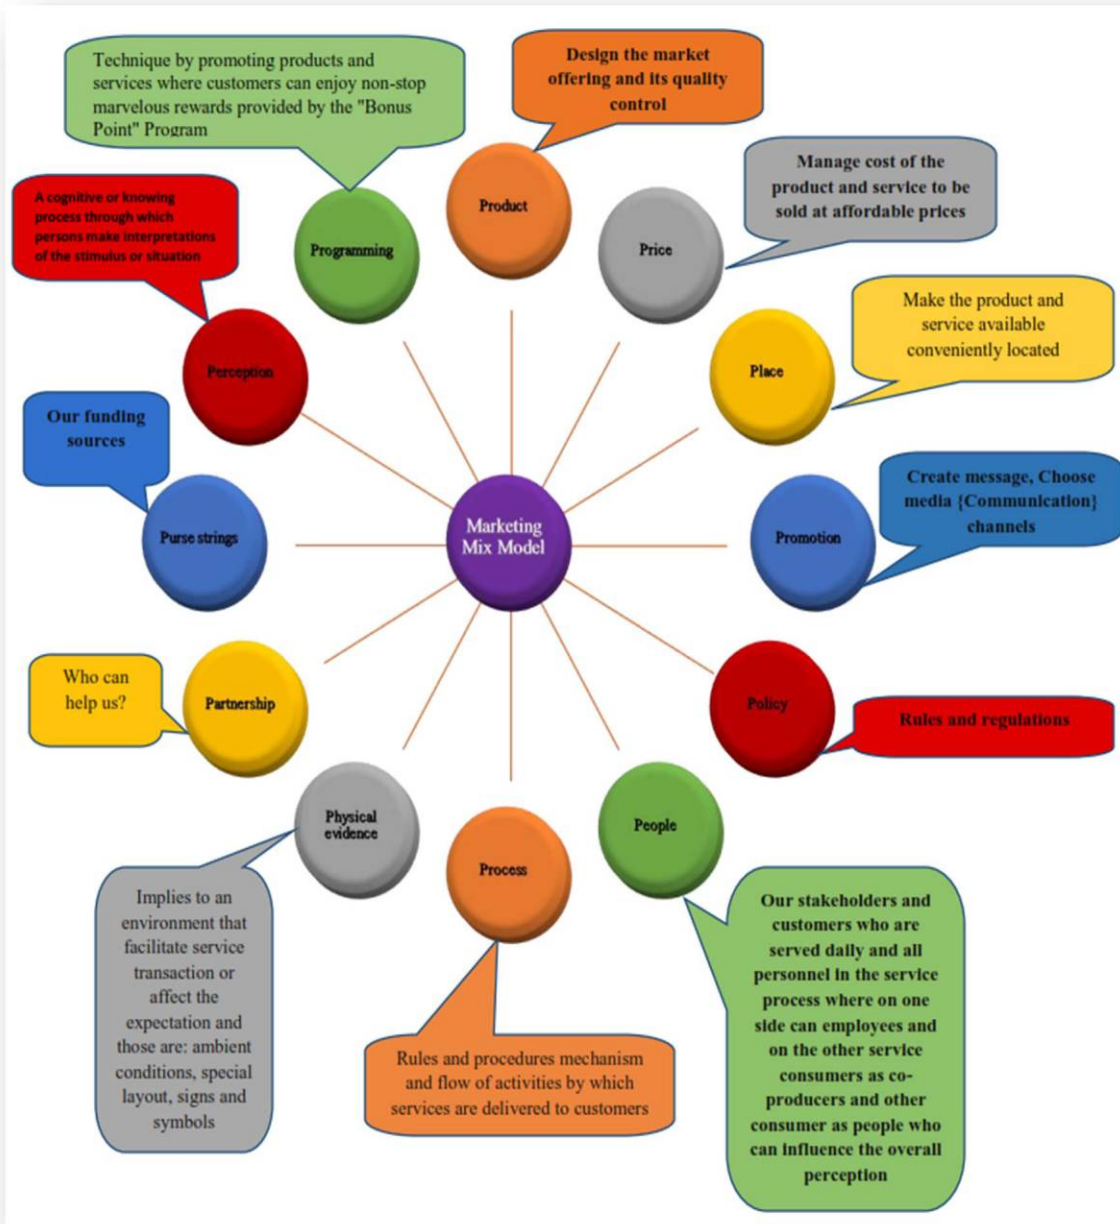 Technique by promoting products and
services where customers can enjoy non-stop
marvelous rewards provided by the "Bonus
Point" Program
Design the market
offering and its quality
control
Manage cost of the
product and service to be
sold at affordable prices
A cognitive or knowing
process through which
persons make interpretations
of the stimulus or situation
Programming
Product
Price
Make the product and
service available
conveniently located
Perception
Place
Our funding
sources
Create message, Choose
media {Communication}
channels
Purse strings
Marketing
Mix Model
Promotion
Who can
help us?
Partnership
Policy
Rules and regulations
Physical
evidence
Process
People
Implies to an
environment that
facilitate service
transaction or
affect the
expectation and
those are: ambient
conditions, special
layout, signs and
symbols
Rules and procedures mechanism
and flow of activities by which
services are delivered to customers
Our stakeholders and
customers who are
served daily and all
personnel in the service
process where on one
side can employees and
on the other service
consumers as co-
producers and other
consumer as people who
can influence the overall
perception